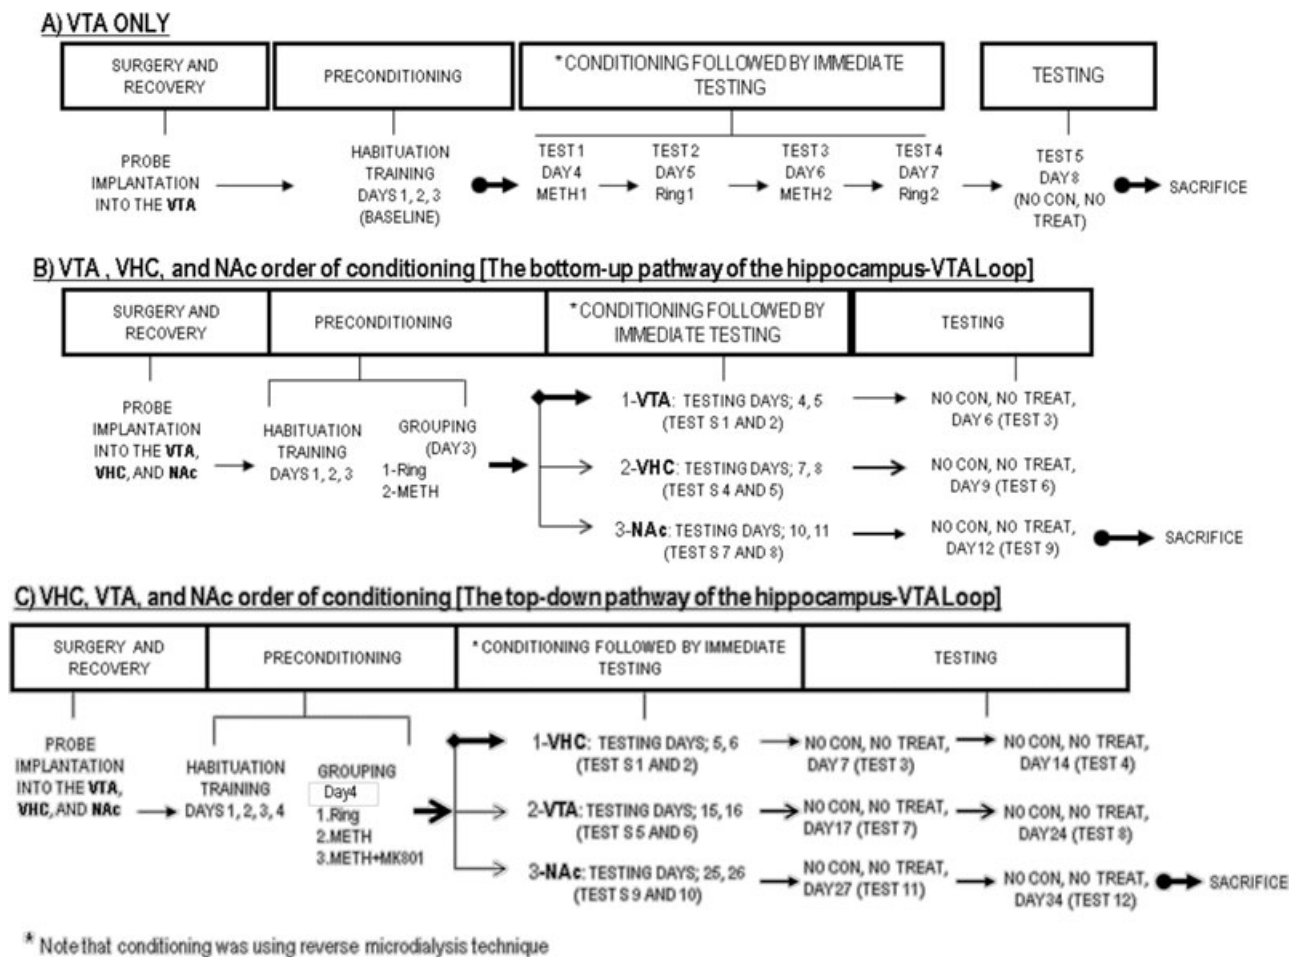 A) VTA ONLY
SURGERY AND
RECOVERY
PRECONDITIONING
*CONDITIONING FOLLOWED BY IMMEDIATE
TESTING
TESTING
PROBE
IMPLANTATION
INTO THE VTA
HABITUATION
TRAINING
DAYS 1, 2, 3
(BASELINE)
TEST 1
DAY 4
METH 1
TEST 2
DAY 5
Ring 1
TEST 3
DAY 6
METH 2
TEST 4
DAY 7
Ring 2
TEST 5
DAY 8
(NO CON, NO
TREAT)
SACRIFICE
B) VTA , VHC, and NAc order of conditioning [The bottom-up pathway of the hippocampus-VTA Loop]
SURGERY AND
RECOVERY
PRECONDITIONING
*CONDITIONING FOLLOWED BY
IMMEDIATE TESTING
TESTING
PROBE
IMPLANTATION
INTO THE VTA,
VHC, AND NAc
HABITUATION
TRAINING
DAYS 1, 2, 3
GROUPING
(DAY3)
1-Ring
2-METH
1-VTA: TESTING DAYS; 4, 5
(TEST S 1 AND 2)
NO CON, NO TREAT,
DAY 6 (TEST 3)
2-VHC: TESTING DAYS; 7, 8
(TEST S 4 AND 5)
NO CON, NO TREAT,
DAY9 (TEST 6)
3-NAc: TESTING DAYS; 10, 11
(TEST S 7 AND 8)
NO CON, NO TREAT,
DAY12 (TEST 9)
SACRIFICE
C) VHC, VTA, and NAc order of conditioning [The top-down pathway of the hippocampus-VTA Loop]
SURGERY AND
RECOVERY
PRECONDITIONING
*CONDITIONING FOLLOWED BY IMMEDIATE
TESTING
TESTING
PROBE
IMPLANTATION
INTO THE VTA,
VHC, AND NAc
HABITUATION
TRAINING
DAYS 1, 2, 3, 4
GROUPING
Day4
1.Ring
2.METH
3.METH+MK801
1-VHC: TESTING DAYS; 5, 6
(TEST S 1 AND 2)
NO CON, NO TREAT,
DAY 7 (TEST 3)
NO CON, NO TREAT,
DAY 14 (TEST 4)
2-VTA: TESTING DAYS; 15, 16
(TEST S 5 AND 6)
NO CON, NO TREAT,
DAY17 (TEST 7)
NO CON, NO TREAT,
DAY24 (TEST 8)
3-NAc: TESTING DAYS; 25, 26
(TEST S 9 AND 10)
NO CON, NO TREAT,
DAY27 (TEST 11)
NO CON, NO TREAT,
DAY34 (TEST 12)
SACRIFICE
* Note that conditioning was using reverse microdialysis technique